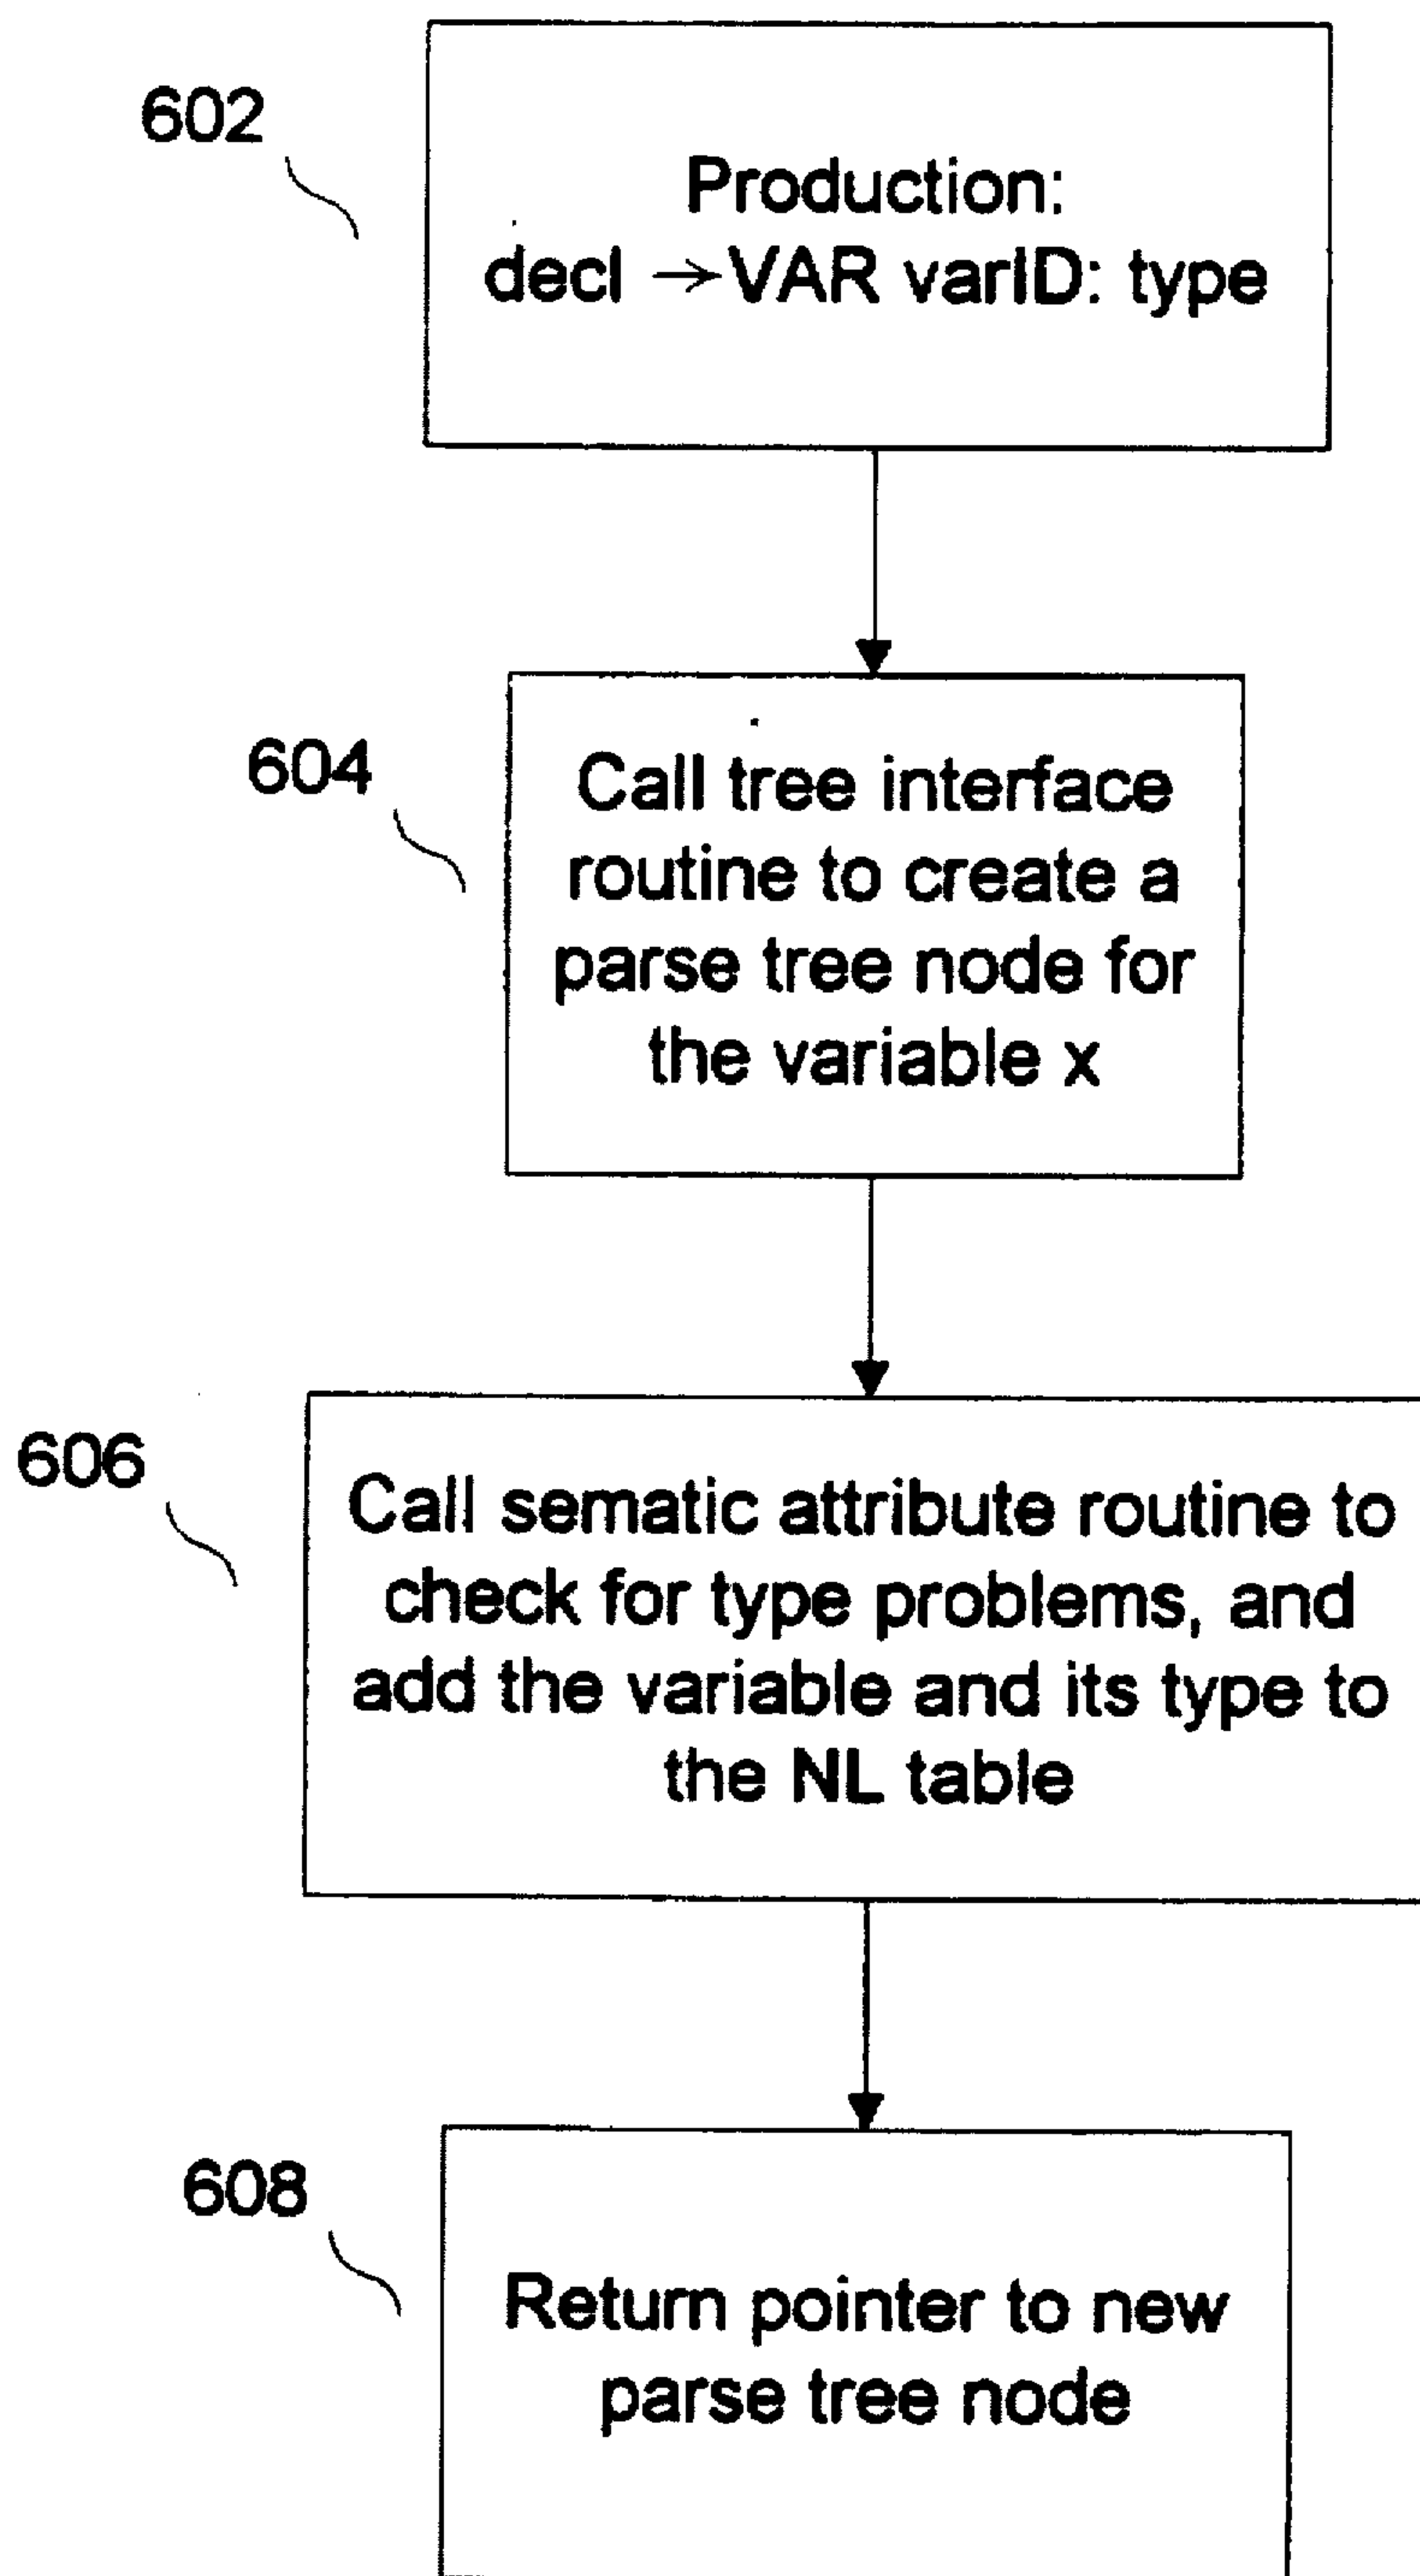 602
Production:
decl → VAR varID: type
604
Call tree interface
routine to create a
parse tree node for
the variable x
606
Call sematic attribute routine to
check for type problems, and
add the variable and its type to
the NL table
608
Return pointer to new
parse tree node